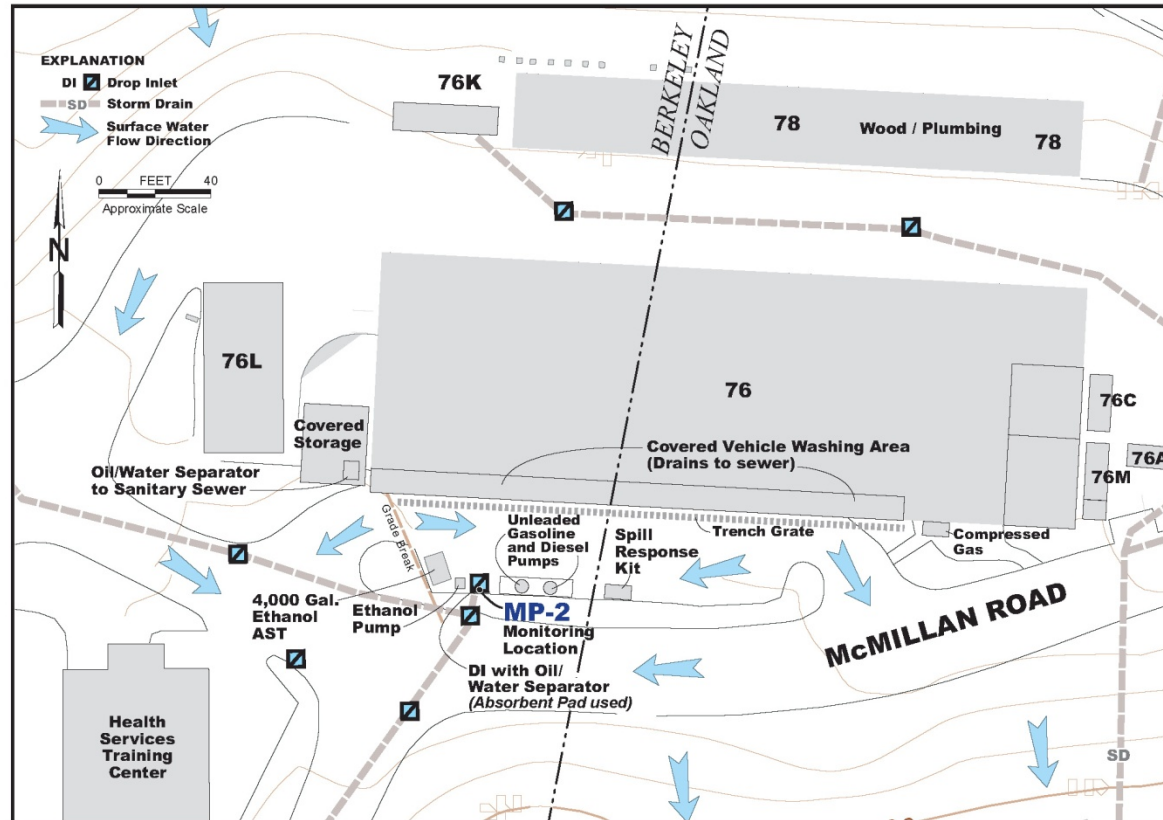 EXPLANATION
DI Drop Inlet
SD Storm Drain
Surface Water
Flow Direction
0 FEET 40
Approximate Scale
N
76K
BERKELEY
OAKLAND
78
Wood / Plumbing
78
76L
76
76C
76A
76M
Covered
Storage
Covered Vehicle Washing Area
(Drains to sewer)
Oil/Water Separator
to Sanitary Sewer
Grade Break
Unleaded
Gasoline
and Diesel
Pumps
Spill
Response
Kit
Trench Grate
Compressed
Gas
4,000 Gal.
Ethanol
AST
Ethanol
Pump
MP-2
Monitoring
Location
DI with Oil/
Water Separator
(Absorbent Pad used)
McMILLAN ROAD
Health
Services
Training
Center
SD